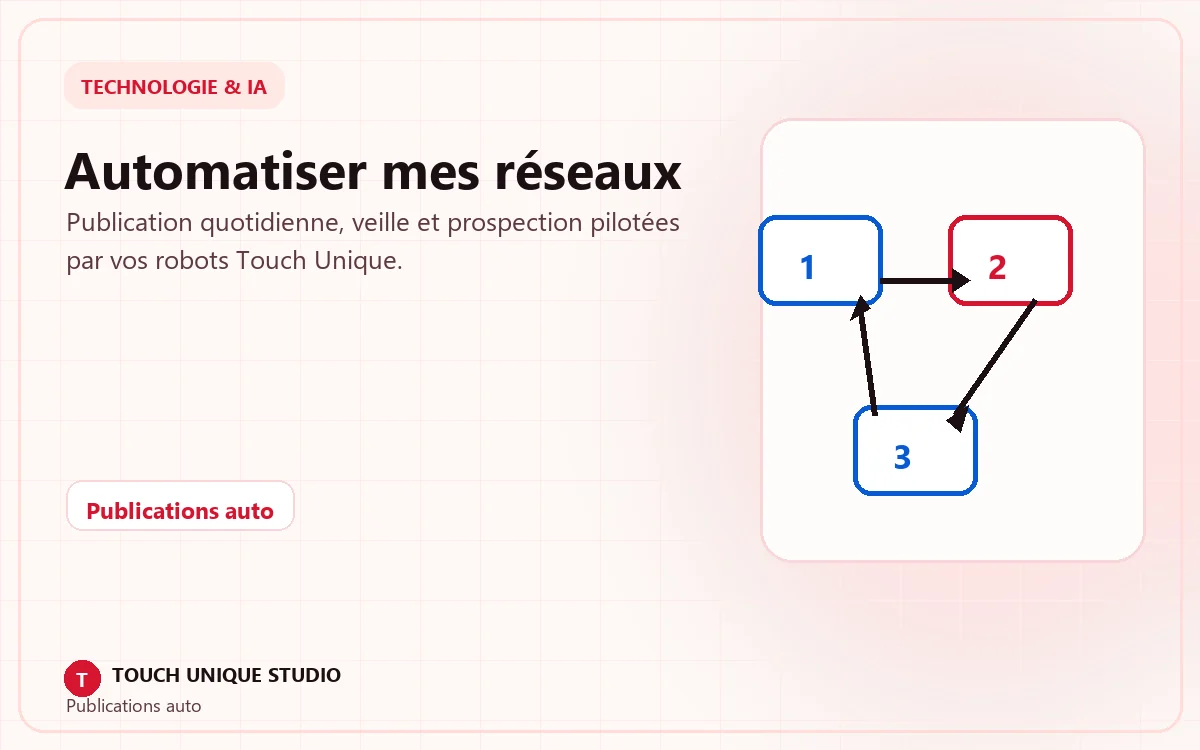 TECHNOLOGIE & IA
Automatiser mes réseaux
Publication quotidienne, veille et prospection pilotées
par vos robots Touch Unique.
1
2
3
Publications auto
T TOUCH UNIQUE STUDIO
Publications auto